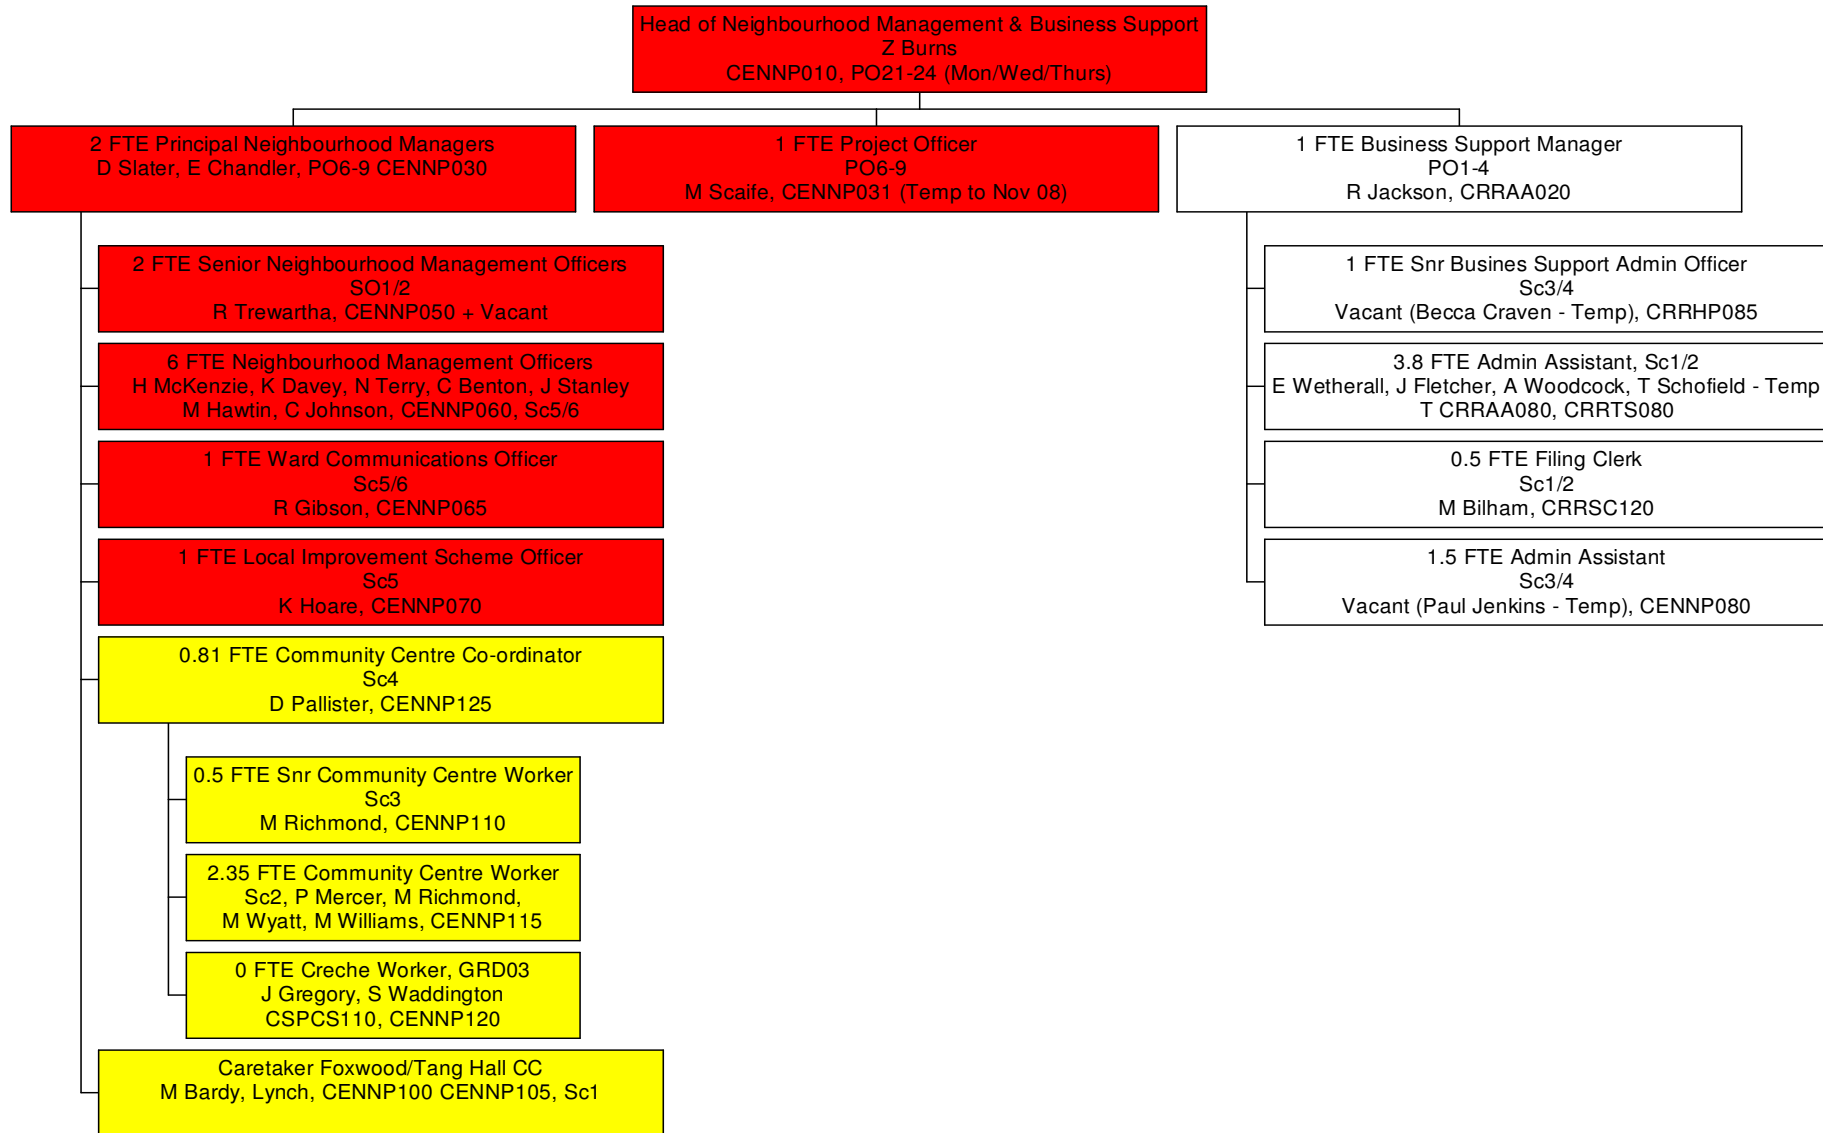 Head of Neighbourhood Management & Business Support
Z Burns
CENNP010, PO21-24 (Mon/Wed/Thurs)
2 FTE Principal Neighbourhood Managers
D Slater, E Chandler, PO6-9 CENNP030
1 FTE Project Officer
PO6-9
M Scaife, CENNP031 (Temp to Nov 08)
1 FTE Business Support Manager
PO1-4
R Jackson, CRRAA020
2 FTE Senior Neighbourhood Management Officers
SO1/2
R Trewartha, CENNP050 + Vacant
6 FTE Neighbourhood Management Officers
H McKenzie, K Davey, N Terry, C Benton, J Stanley
M Hawtin, C Johnson, CENNP060, Sc5/6
1 FTE Ward Communications Officer
Sc5/6
R Gibson, CENNP065
1 FTE Local Improvement Scheme Officer
Sc5
K Hoare, CENNP070
0.81 FTE Community Centre Co-ordinator
Sc4
D Pallister, CENNP125
0.5 FTE Snr Community Centre Worker
Sc3
M Richmond, CENNP110
2.35 FTE Community Centre Worker
Sc2, P Mercer, M Richmond,
M Wyatt, M Williams, CENNP115
0 FTE Creche Worker, GRD03
J Gregory, S Waddington
CSPCS110, CENNP120
Caretaker Foxwood/Tang Hall CC
M Bardy, Lynch, CENNP100 CENNP105, Sc1
1 FTE Snr Busines Support Admin Officer
Sc3/4
Vacant (Becca Craven - Temp), CRRHP085
3.8 FTE Admin Assistant, Sc1/2
E Wetherall, J Fletcher, A Woodcock, T Schofield - Temp
T CRRAA080, CRRTS080
0.5 FTE Filing Clerk
Sc1/2
M Bilham, CRRSC120
1.5 FTE Admin Assistant
Sc3/4
Vacant (Paul Jenkins - Temp), CENNP080